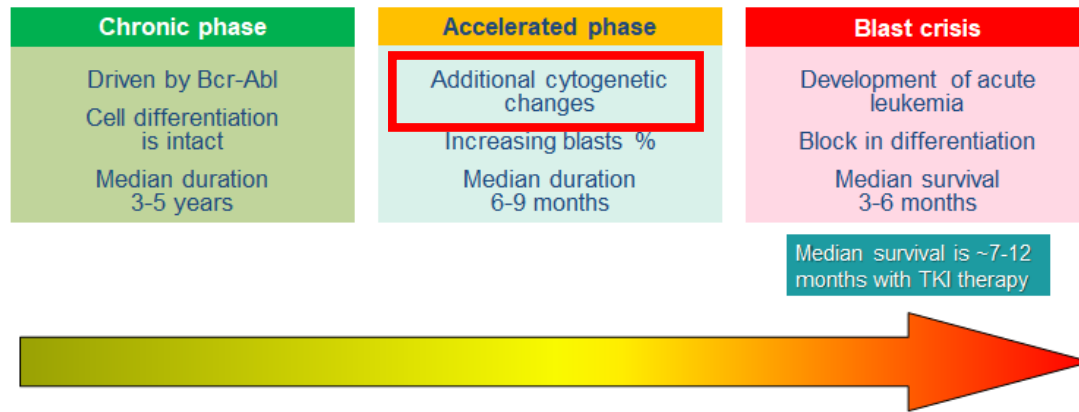 Chronic phase
Driven by Bcr-Abl
Cell differentiation
is intact
Median duration
3-5 years
Accelerated phase
Additional cytogenetic
changes
Increasing blasts %
Median duration
6-9 months
Blast crisis
Development of acute
leukemia
Block in differentiation
Median survival
3-6 months
Median survival is ~7-12
months with TKI therapy